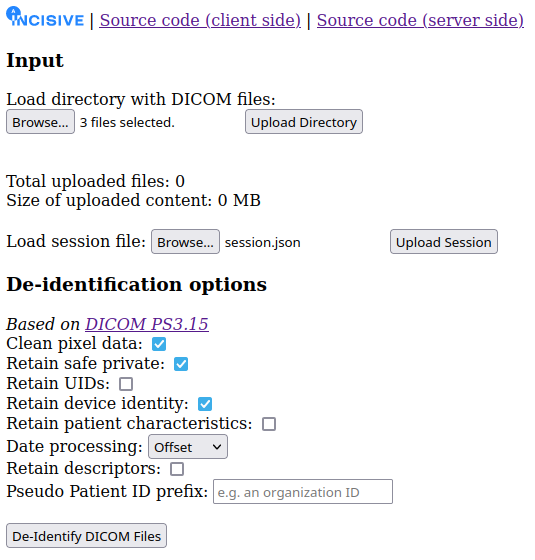 INCISIVE | Source code (client side) | Source code (server side)
Input
Load directory with DICOM files:
Browse... 3 files selected. Upload Directory
Total uploaded files: 0
Size of uploaded content: 0 MB
Load session file: Browse... session.json Upload Session
De-identification options
Based on DICOM PS3.15
Clean pixel data:
Retain safe private:
Retain UIDs:
Retain device identity:
Retain patient characteristics:
Date processing: Offset
Retain descriptors:
Pseudo Patient ID prefix: e.g. an organization ID
De-Identify DICOM Files